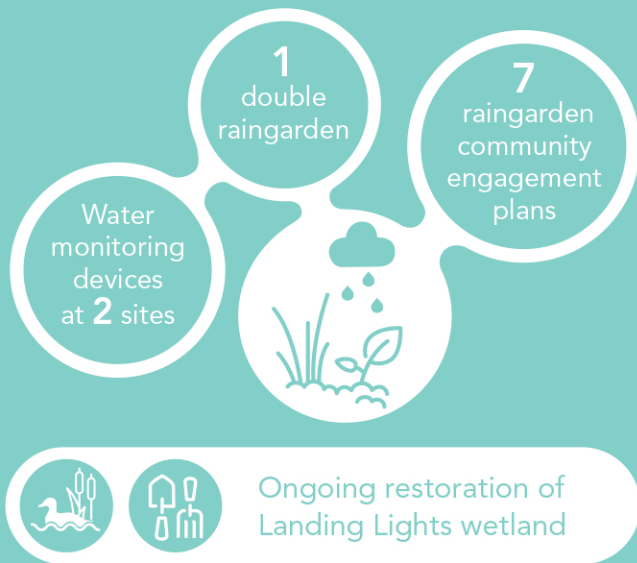 1
double
raingarden
7
raingarden
community
engagement
plans
Water
monitoring
devices
at 2 sites
Ongoing restoration of
Landing Lights wetland